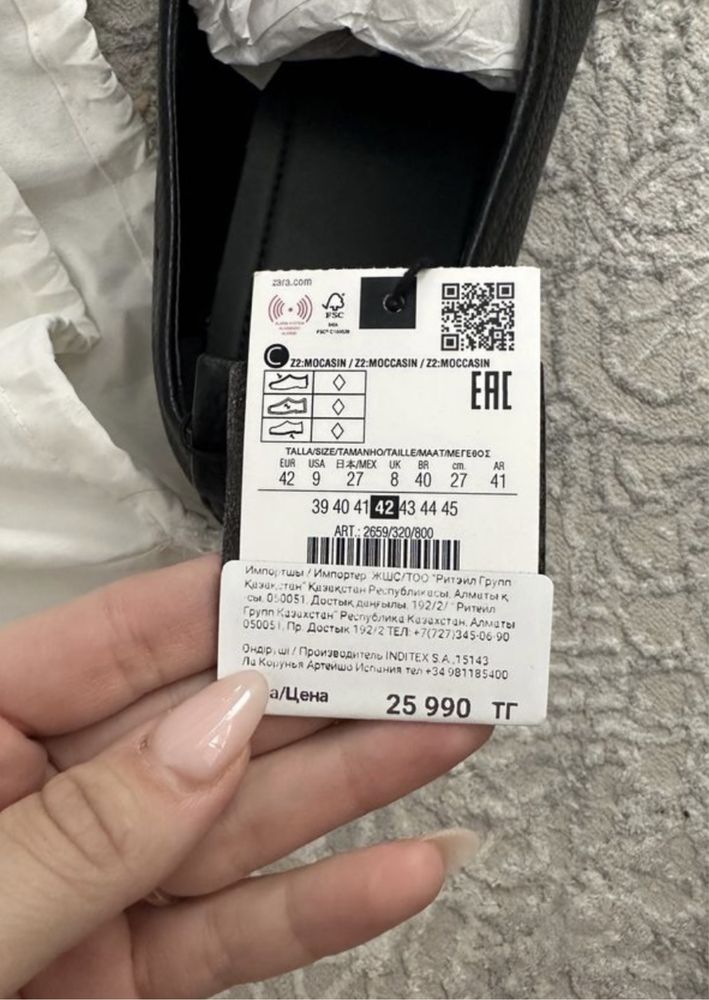 zara.com
FSC
C Z2:MOCASIN / Z2:MOCCASIN / Z2:MOCCASIN
EAC
TALLA/SIZE/TAMANHO/TAILLE/MAAT/ΜΕΓΕΘΟΣ
EUR USA 日本/MEX UK BR cm. AR
42 9 27 8 40 27 41
39 40 41 42 43 44 45
ART.: 2659/320/800
Импортшы / Импортер ЖШС/ТОО "Ритэйл Групп
Қазақстан" Қазақстан Республикасы, Алматы қ
сы, 050051, Достық даңғылы, 192/2/ "Ритейл
Групп Казахстан" Республика Казахстан, Алматы
050051, Пр. Достык 192/2 ТЕЛ: +7(727)345-06-90
Өндіруші / Производитель INDITEX S.A.,15143
Ла Корунья Артейшо Испания тел +34 981185400
а/Цена 25 990 ТГ